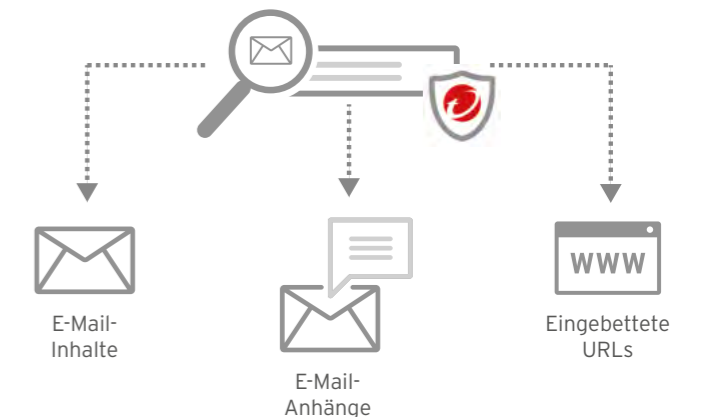 E-Mail-
Inhalte
E-Mail-
Anhänge
WWW
Eingebettete
URLs